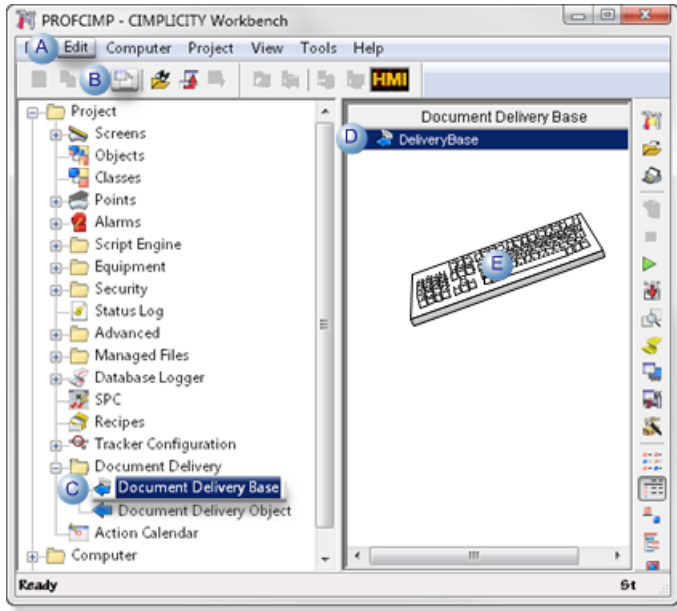 PROFCIMP - CIMPLICITY Workbench
A Edit Computer Project View Tools Help
B HMI
Project
Screens
Objects
Classes
Points
Alarms
Script Engine
Equipment
Security
Status Log
Advanced
Managed Files
Database Logger
SPC
Recipes
Tracker Configuration
Document Delivery
C Document Delivery Base
Document Delivery Object
Action Calendar
Computer
Document Delivery Base
D DeliveryBase
E
Ready St